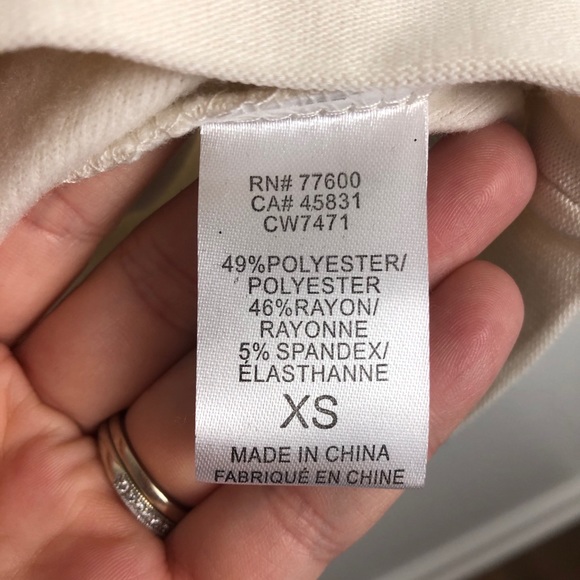 RN# 77600
CA# 45831
CW7471
49%POLYESTER/
POLYESTER
46%RAYON/
RAYONNE
5% SPANDEX/
ÉLASTHANNE
XS
MADE IN CHINA
FABRIQUÉ EN CHINE